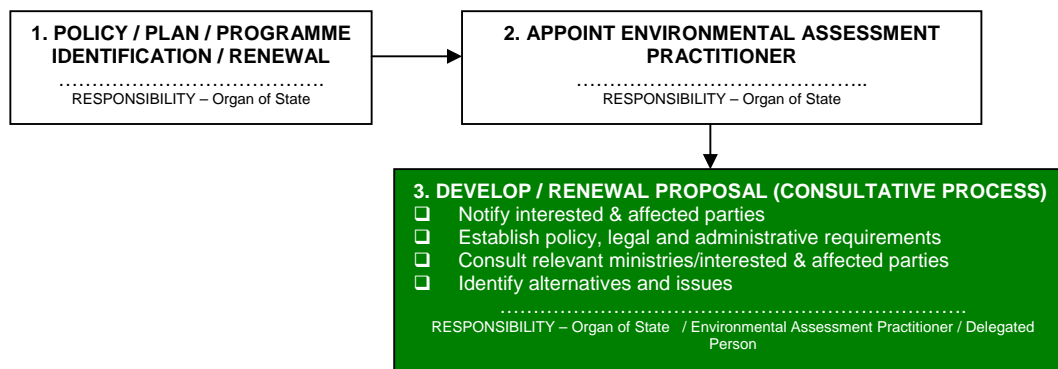 1. POLICY / PLAN / PROGRAMME
IDENTIFICATION / RENEWAL
…………………………………
RESPONSIBILITY – Organ of State
2. APPOINT ENVIRONMENTAL ASSESSMENT
PRACTITIONER
……………………………………..
RESPONSIBILITY – Organ of State
3. DEVELOP / RENEWAL PROPOSAL (CONSULTATIVE PROCESS)
❑ Notify interested & affected parties
❑ Establish policy, legal and administrative requirements
❑ Consult relevant ministries/interested & affected parties
❑ Identify alternatives and issues
…………………………………………………………….
RESPONSIBILITY – Organ of State / Environmental Assessment Practitioner / Delegated
Person